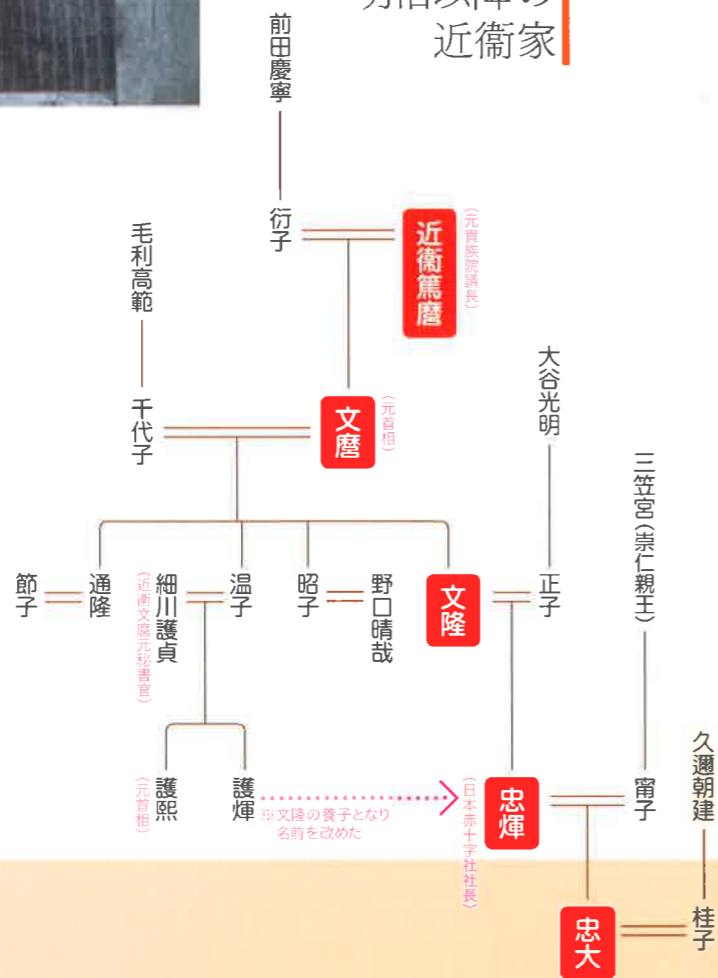 近衞家
前田慶寧
衍子
近衞篤麿
(元貴族院議長)
毛利高範
千代子
文麿
(元首相)
大谷光明
正子
三笠宮(崇仁親王)
甯子
久邇朝建
桂子
文隆
野口晴哉
昭子
温子
細川護貞
(近衞文麿元秘書官)
通隆
節子
護煇
護熙
(元首相)
※文隆の養子となり
名前を改めた
忠煇
(日本赤十字社社長)
忠大